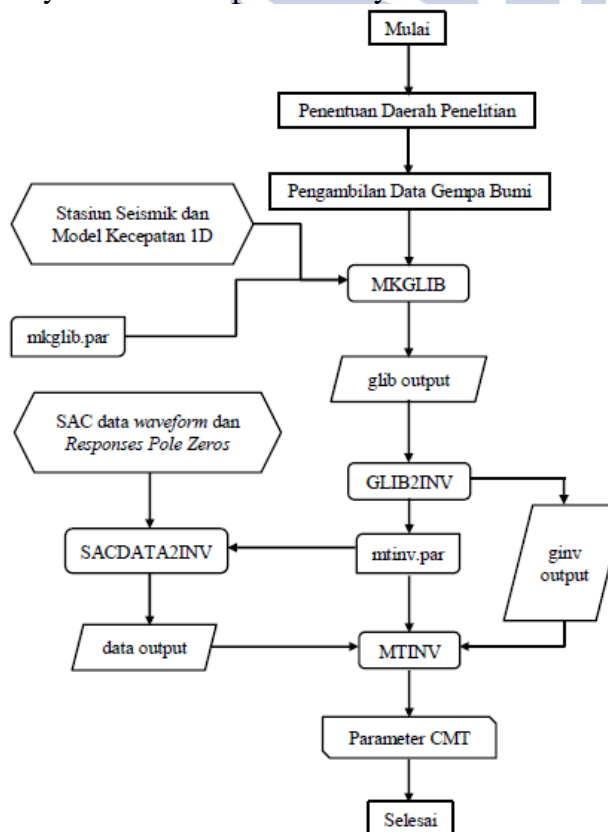 Mulai
Penentuan Daerah Penelitian
Pengambilan Data Gempa Bumi
Stasiun Seismik dan
Model Kecepatan 1D
MKGLIB
mkglib.par
glib output
SAC data waveform dan
Responses Pole Zeros
GLIB2INV
SACDATA2INV
mtinv.par
ginv
output
data output
MTINV
Parameter CMT
Selesai